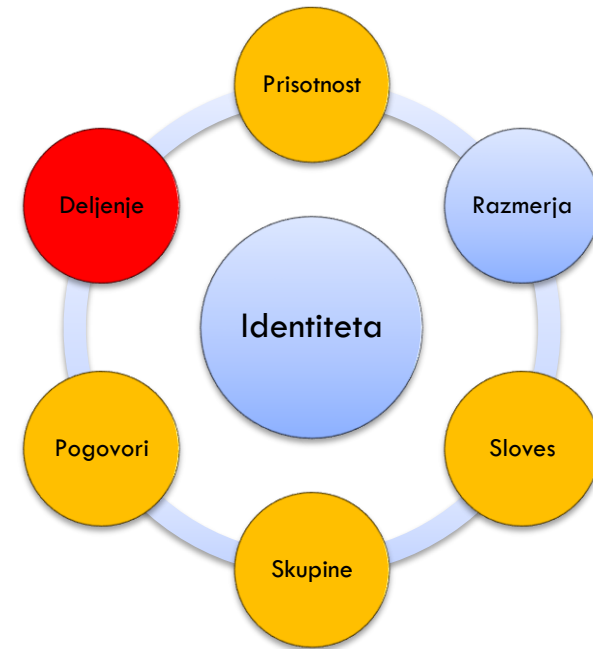 Prisotnost
Deljenje
Razmerja
Identiteta
Pogovori
Sloves
Skupine